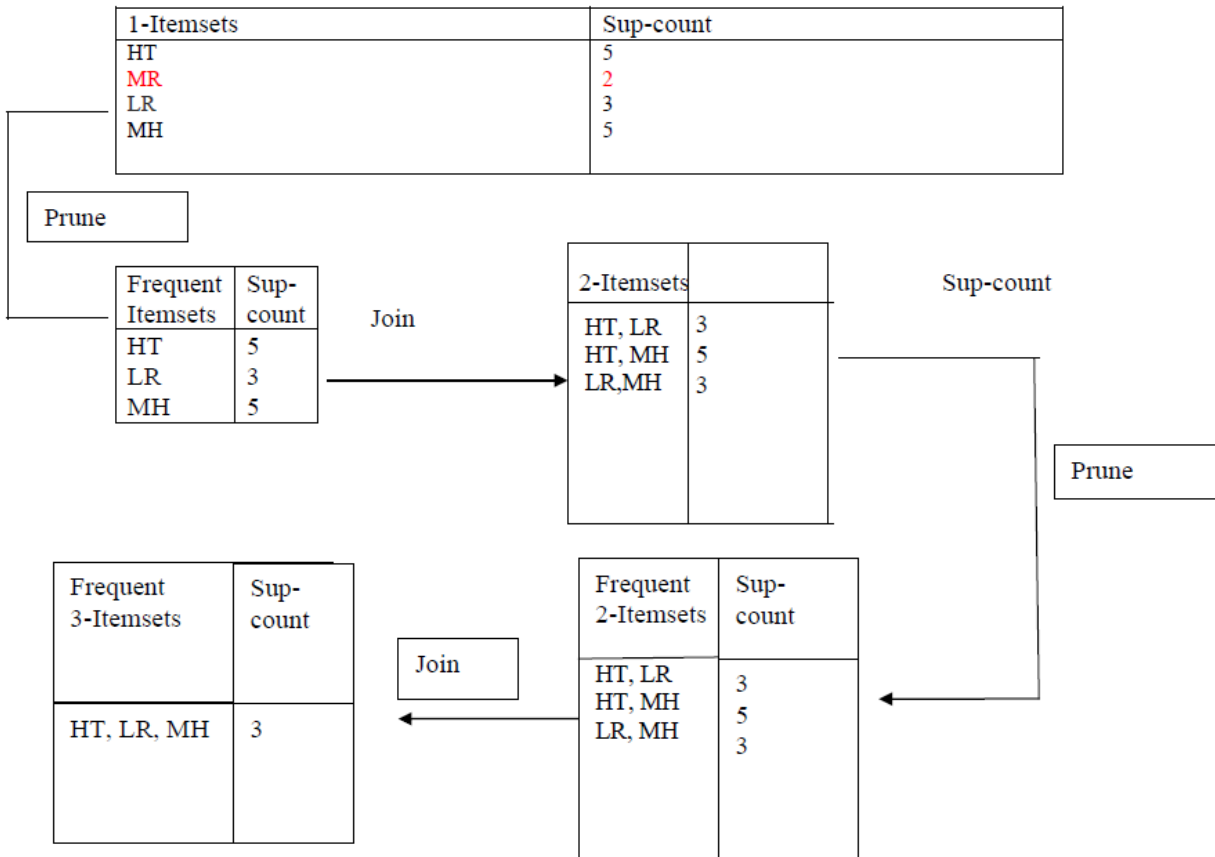 1-Itemsets Sup-count
HT 5
MR 2
LR 3
MH 5
Prune
Frequent Itemsets Sup-count
HT 5
LR 3
MH 5
Join
2-Itemsets
HT, LR 3
HT, MH 5
LR,MH 3
Sup-count
Prune
Frequent Sup-
2-Itemsets count
HT, LR 3
HT, MH 5
LR, MH 3
Join
Frequent Sup-
3-Itemsets count
HT, LR, MH 3